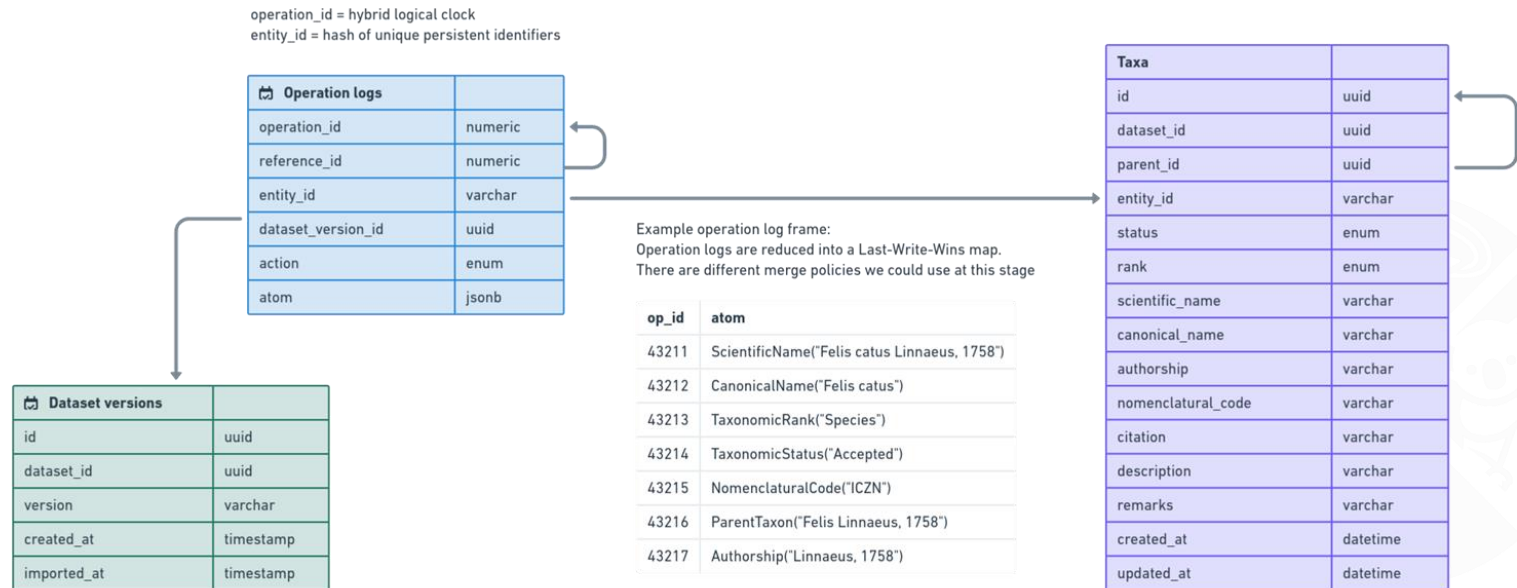 operation_id = hybrid logical clock
entity_id = hash of unique persistent identifiers
Operation logs
operation_id numeric
reference_id numeric
entity_id varchar
dataset_version_id uuid
action enum
atom jsonb
Dataset versions
id uuid
dataset_id uuid
version varchar
created_at timestamp
imported_at timestamp
Example operation log frame:
Operation logs are reduced into a Last-Write-Wins map.
There are different merge policies we could use at this stage
op_id atom
43211 ScientificName("Felis catus Linnaeus, 1758")
43212 CanonicalName("Felis catus")
43213 TaxonomicRank("Species")
43214 TaxonomicStatus("Accepted")
43215 NomenclaturalCode("ICZN")
43216 ParentTaxon("Felis Linnaeus, 1758")
43217 Authorship("Linnaeus, 1758")
Taxa
id uuid
dataset_id uuid
parent_id uuid
entity_id varchar
status enum
rank enum
scientific_name varchar
canonical_name varchar
authorship varchar
nomenclatural_code varchar
citation varchar
description varchar
remarks varchar
created_at datetime
updated_at datetime